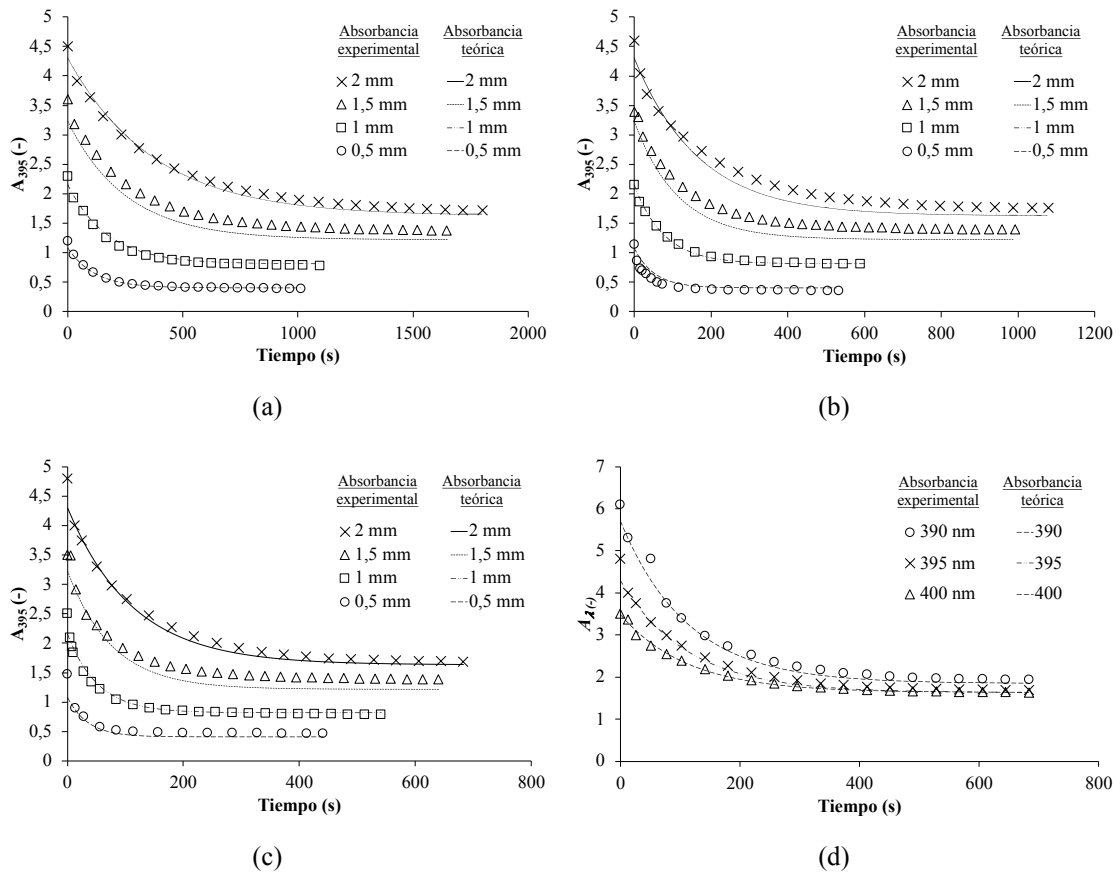 5
4,5
4
3,5
3
2,5
2
1,5
1
0,5
0
A395 (-)
Absorbancia experimental
Absorbancia teórica
2 mm
2 mm
1,5 mm
1,5 mm
1 mm
1 mm
0,5 mm
0,5 mm
0 500 1000 1500 2000
Tiempo (s)
(a)
5
4,5
4
3,5
3
2,5
2
1,5
1
0,5
0
A395 (-)
Absorbancia experimental
Absorbancia teórica
2 mm
2 mm
1,5 mm
1,5 mm
1 mm
1 mm
0,5 mm
0,5 mm
0 200 400 600 800 1000 1200
Tiempo (s)
(b)
5
4,5
4
3,5
3
2,5
2
1,5
1
0,5
0
A395 (-)
Absorbancia experimental
Absorbancia teórica
2 mm
2 mm
1,5 mm
1,5 mm
1 mm
1 mm
0,5 mm
0,5 mm
0 200 400 600 800
Tiempo (s)
(c)
7
6
5
4
3
2
1
0
Aλ(-)
Absorbancia experimental
Absorbancia teórica
390 nm
390
395 nm
395
400 nm
400
0 200 400 600 800
Tiempo (s)
(d)